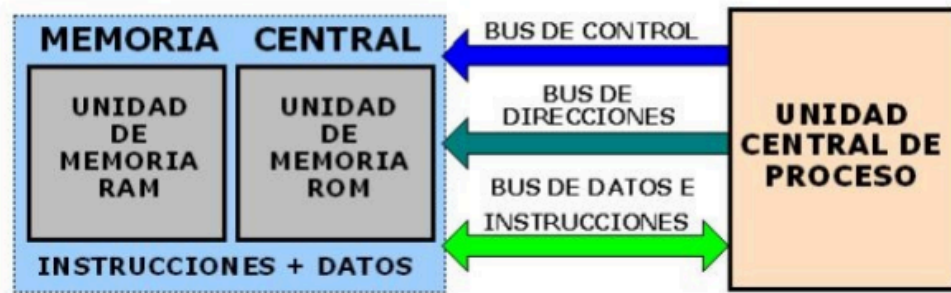 MEMORIA CENTRAL
UNIDAD
DE
MEMORIA
RAM
UNIDAD
DE
MEMORIA
ROM
INSTRUCCIONES + DATOS
BUS DE CONTROL
BUS DE
DIRECCIONES
BUS DE DATOS E
INSTRUCCIONES
UNIDAD
CENTRAL DE
PROCESO